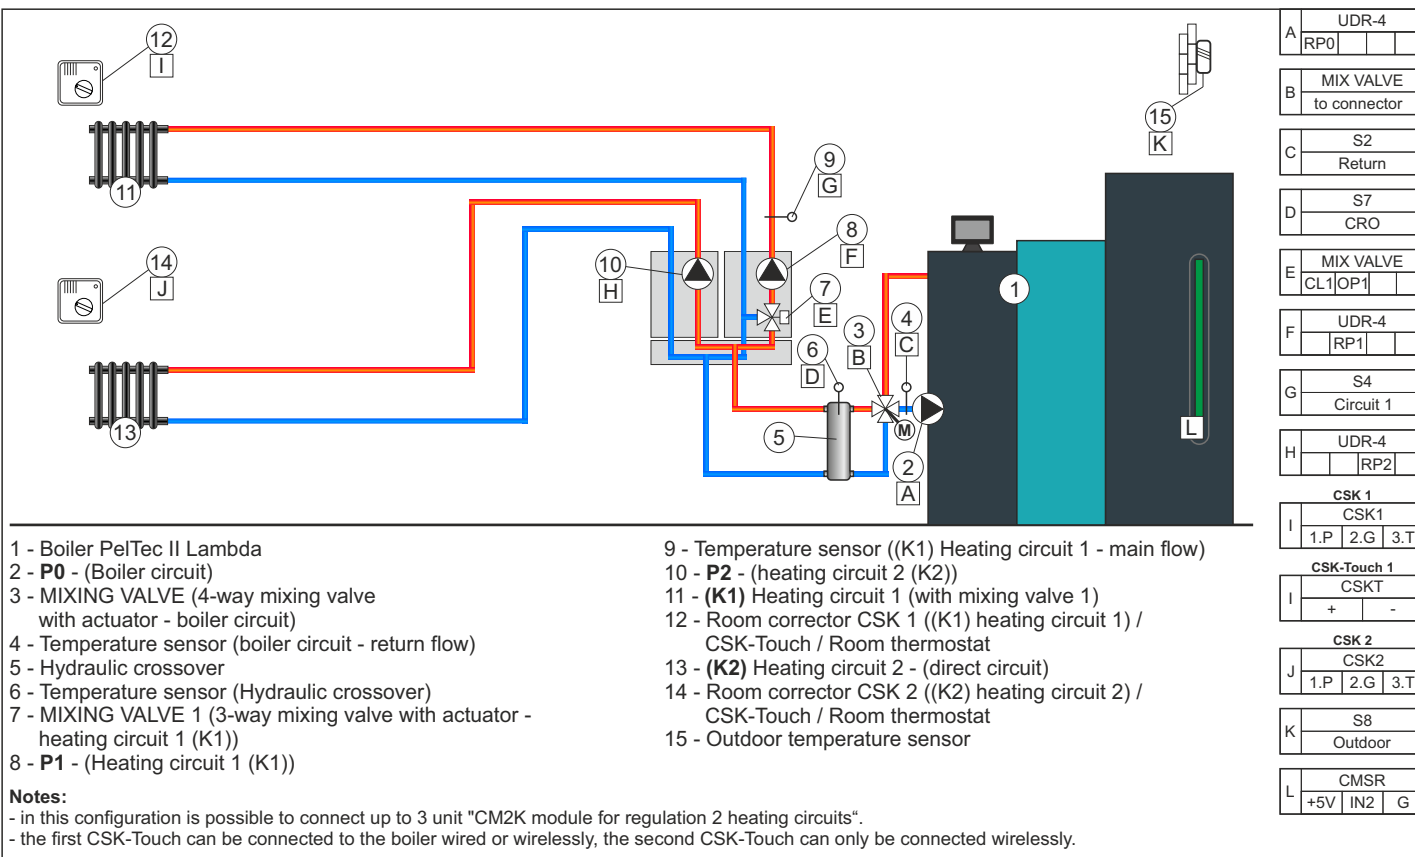 12
I
11
14
J
13
9
G
10
H
8
F
7
E
6
D
3
B
4
C
5
M
2
A
1
15
K
L
1 - Boiler PelTec II Lambda
2 - P0 - (Boiler circuit)
3 - MIXING VALVE (4-way mixing valve
with actuator - boiler circuit)
4 - Temperature sensor (boiler circuit - return flow)
5 - Hydraulic crossover
6 - Temperature sensor (Hydraulic crossover)
7 - MIXING VALVE 1 (3-way mixing valve with actuator -
heating circuit 1 (K1))
8 - P1 - (Heating circuit 1 (K1))
9 - Temperature sensor ((K1) Heating circuit 1 - main flow)
10 - P2 - (heating circuit 2 (K2))
11 - (K1) Heating circuit 1 (with mixing valve 1)
12 - Room corrector CSK 1 ((K1) heating circuit 1) /
CSK-Touch / Room thermostat
13 - (K2) Heating circuit 2 - (direct circuit)
14 - Room corrector CSK 2 ((K2) heating circuit 2) /
CSK-Touch / Room thermostat
15 - Outdoor temperature sensor
Notes:
- in this configuration is possible to connect up to 3 unit "CM2K module for regulation 2 heating circuits“.
- the first CSK-Touch can be connected to the boiler wired or wirelessly, the second CSK-Touch can only be connected wirelessly.
A UDR-4
RP0
B MIX VALVE
to connector
C S2
Return
D S7
CRO
E MIX VALVE
CL1 OP1
F UDR-4
RP1
G S4
Circuit 1
H UDR-4
RP2
CSK 1
I CSK1
1.P 2.G 3.T
CSK-Touch 1
I CSKT
+ -
CSK 2
J CSK2
1.P 2.G 3.T
K S8
Outdoor
L CMSR
+5V IN2 G